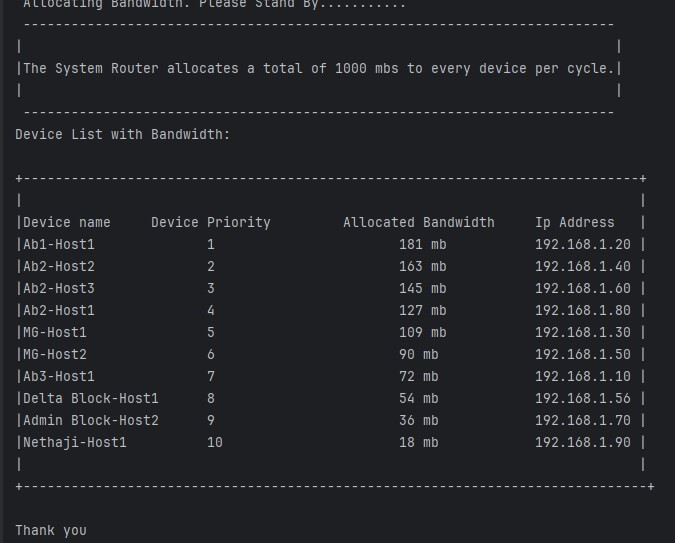 Allocating Bandwidth. Please Stand By...........
--------------------------------------------------------------------------
|                                                                          |
|The System Router allocates a total of 1000 mbs to every device per cycle.|
|                                                                          |
--------------------------------------------------------------------------
Device List with Bandwidth:
+-----------------------------------------------------------------------------+
|                                                                             |
|Device name     Device Priority         Allocated Bandwidth     Ip Address   |
|Ab1-Host1              1                       181 mb           192.168.1.20 |
|Ab2-Host2              2                       163 mb           192.168.1.40 |
|Ab2-Host3              3                       145 mb           192.168.1.60 |
|Ab2-Host1              4                       127 mb           192.168.1.80 |
|MG-Host1               5                       109 mb           192.168.1.30 |
|MG-Host2               6                       90 mb            192.168.1.50 |
|Ab3-Host1              7                       72 mb            192.168.1.10 |
|Delta Block-Host1      8                       54 mb            192.168.1.56 |
|Admin Block-Host2      9                       36 mb            192.168.1.70 |
|Nethaji-Host1          10                      18 mb            192.168.1.90 |
|                                                                             |
+------------------------------------------------------------------------------+
Thank you